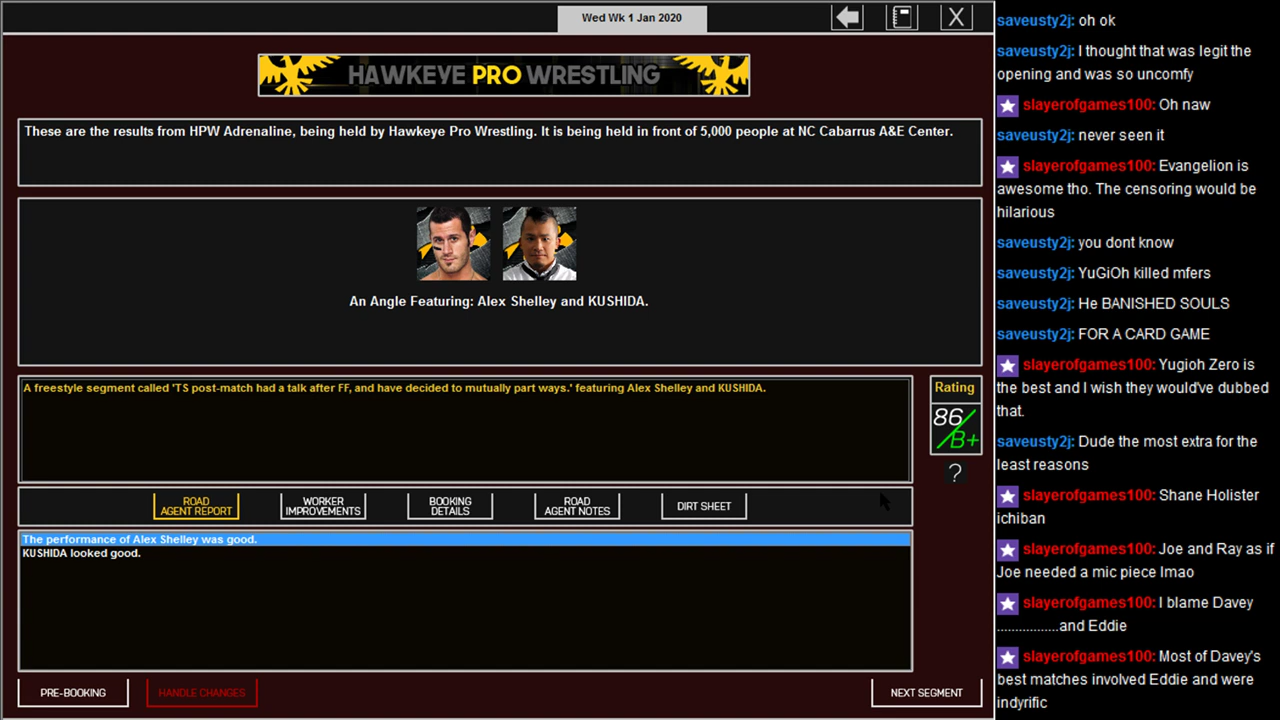 Wed Wk 1 Jan 2020
X
HAWKEYE PRO WRESTLING
These are the results from HPW Adrenaline, being held by Hawkeye Pro Wrestling. It is being held in front of 5,000 people at NC Cabarrus A&E Center.
An Angle Featuring: Alex Shelley and KUSHIDA.
A freestyle segment called 'TS post-match had a talk after FF, and have decided to mutually part ways.' featuring Alex Shelley and KUSHIDA.
Rating
86
B+
?
ROAD AGENT REPORT
WORKER IMPROVEMENTS
BOOKING DETAILS
ROAD AGENT NOTES
DIRT SHEET
The performance of Alex Shelley was good.
KUSHIDA looked good.
PRE-BOOKING
HANDLE CHANGES
NEXT SEGMENT
saveusty2j: oh ok
saveusty2j: I thought that was legit the
opening and was so uncomfy
slayerofgames100: Oh naw
saveusty2j: never seen it
slayerofgames100: Evangelion is
awesome tho. The censoring would be
hilarious
saveusty2j: you dont know
saveusty2j: YuGiOh killed mfers
saveusty2j: He BANISHED SOULS
saveusty2j: FOR A CARD GAME
slayerofgames100: Yugioh Zero is
the best and I wish they would've dubbed
that.
saveusty2j: Dude the most extra for the
least reasons
slayerofgames100: Shane Holister
ichiban
slayerofgames100: Joe and Ray as if
Joe needed a mic piece lmao
slayerofgames100: I blame Davey
.................and Eddie
slayerofgames100: Most of Davey's
best matches involved Eddie and were
indyrific